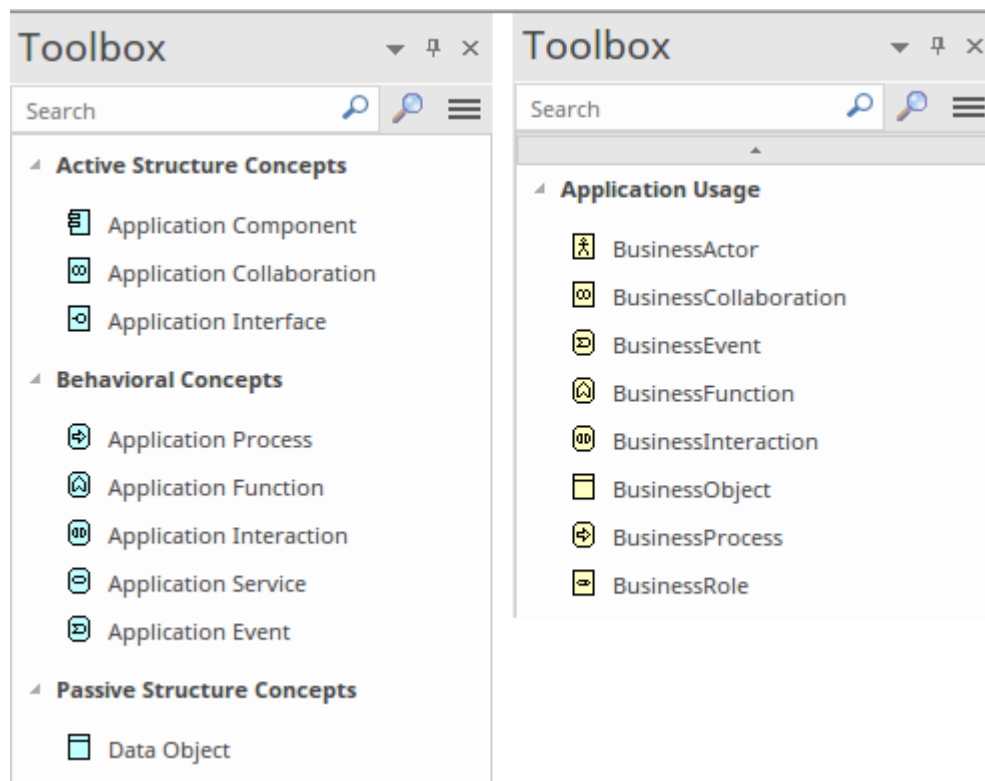 Toolbox
Search
Active Structure Concepts
Application Component
Application Collaboration
Application Interface
Behavioral Concepts
Application Process
Application Function
Application Interaction
Application Service
Application Event
Passive Structure Concepts
Data Object
Toolbox
Search
Application Usage
BusinessActor
BusinessCollaboration
BusinessEvent
BusinessFunction
BusinessInteraction
BusinessObject
BusinessProcess
BusinessRole